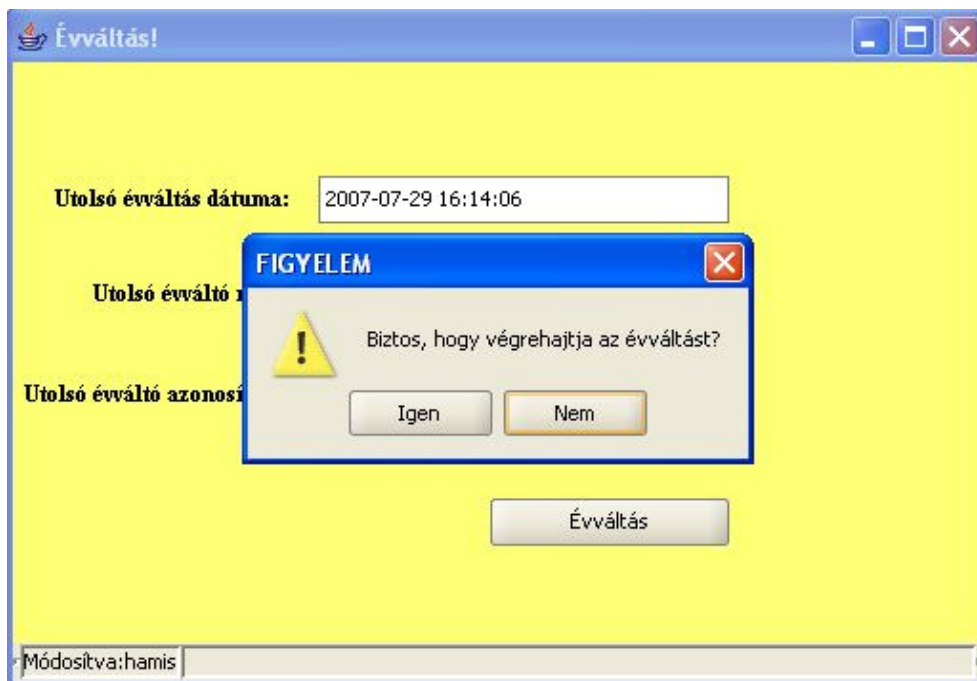 Évváltás!
Utolsó évváltás dátuma: 2007-07-29 16:14:06
FIGYELEM
Utolsó évváltó
Biztos, hogy végrehajtja az évváltást?
Utolsó évváltó
Igen Nem
Évváltás
Módosítva:hamis